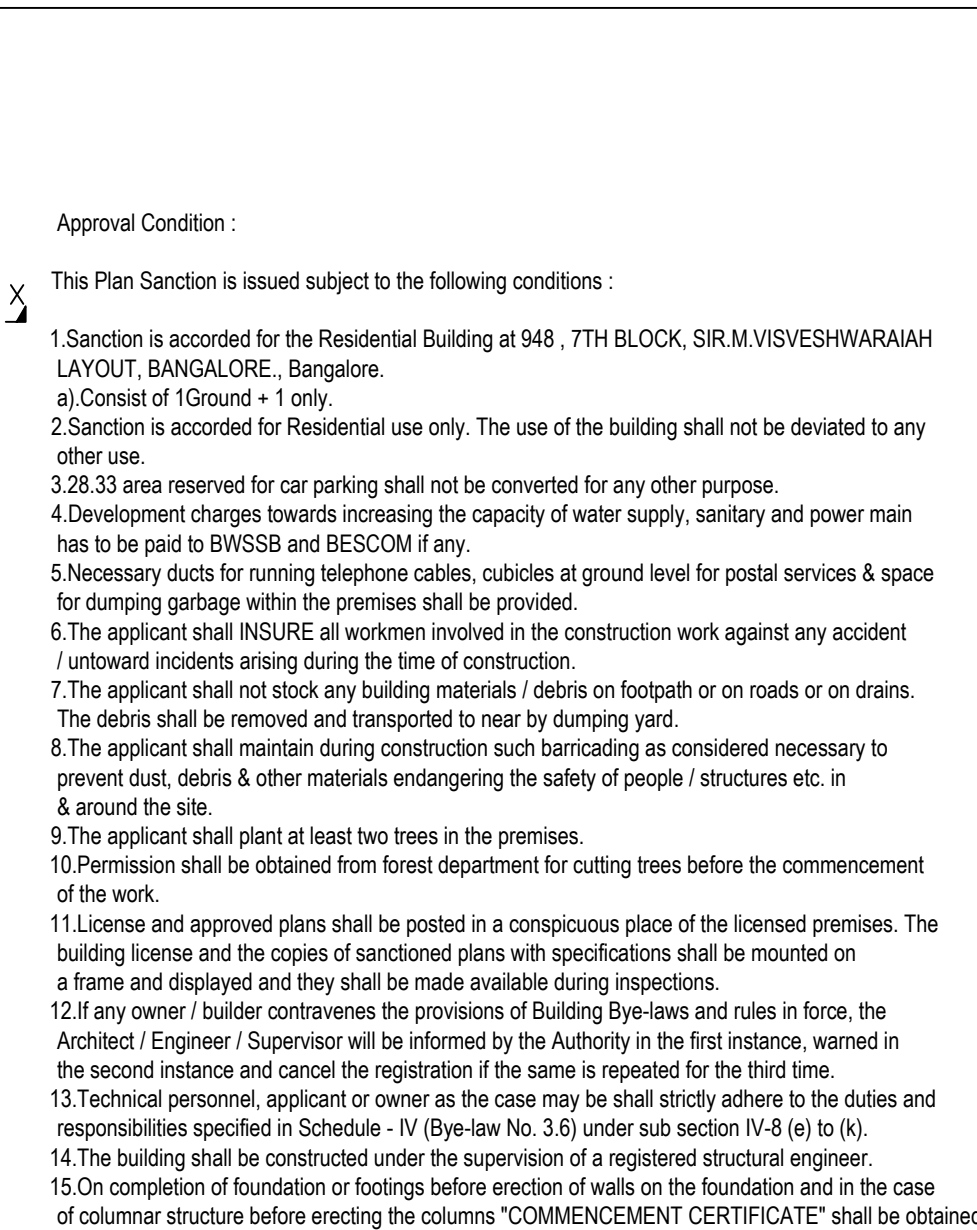 Approval Condition :
This Plan Sanction is issued subject to the following conditions :
X
1.Sanction is accorded for the Residential Building at 948 , 7TH BLOCK, SIR.M.VISVESHWARAIAH
LAYOUT, BANGALORE., Bangalore.
a).Consist of 1Ground + 1 only.
2.Sanction is accorded for Residential use only. The use of the building shall not be deviated to any
other use.
3.28.33 area reserved for car parking shall not be converted for any other purpose.
4.Development charges towards increasing the capacity of water supply, sanitary and power main
has to be paid to BWSSB and BESCOM if any.
5.Necessary ducts for running telephone cables, cubicles at ground level for postal services & space
for dumping garbage within the premises shall be provided.
6.The applicant shall INSURE all workmen involved in the construction work against any accident
/ untoward incidents arising during the time of construction.
7.The applicant shall not stock any building materials / debris on footpath or on roads or on drains.
The debris shall be removed and transported to near by dumping yard.
8.The applicant shall maintain during construction such barricading as considered necessary to
prevent dust, debris & other materials endangering the safety of people / structures etc. in
& around the site.
9.The applicant shall plant at least two trees in the premises.
10.Permission shall be obtained from forest department for cutting trees before the commencement
of the work.
11.License and approved plans shall be posted in a conspicuous place of the licensed premises. The
building license and the copies of sanctioned plans with specifications shall be mounted on
a frame and displayed and they shall be made available during inspections.
12.If any owner / builder contravenes the provisions of Building Bye-laws and rules in force, the
Architect / Engineer / Supervisor will be informed by the Authority in the first instance, warned in
the second instance and cancel the registration if the same is repeated for the third time.
13.Technical personnel, applicant or owner as the case may be shall strictly adhere to the duties and
responsibilities specified in Schedule - IV (Bye-law No. 3.6) under sub section IV-8 (e) to (k).
14.The building shall be constructed under the supervision of a registered structural engineer.
15.On completion of foundation or footings before erection of walls on the foundation and in the case
of columnar structure before erecting the columns "COMMENCEMENT CERTIFICATE" shall be obtained